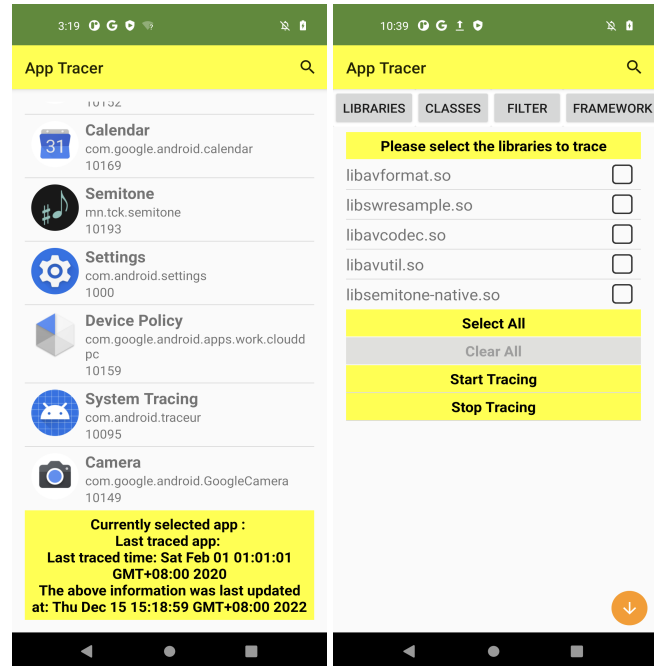 3:19
App Tracer
10152
Calendar
com.google.android.calendar
10169
Semitone
mn.tck.semitone
10193
Settings
com.android.settings
1000
Device Policy
com.google.android.apps.work.cloudd
pc
10159
System Tracing
com.android.traceur
10095
Camera
com.google.android.GoogleCamera
10149
Currently selected app :
Last traced app:
Last traced time: Sat Feb 01 01:01:01
GMT+08:00 2020
The above information was last updated
at: Thu Dec 15 15:18:59 GMT+08:00 2022
10:39
App Tracer
LIBRARIES CLASSES FILTER FRAMEWORK
Please select the libraries to trace
libavformat.so
libswresample.so
libavcodec.so
libavutil.so
libsemitone-native.so
Select All
Clear All
Start Tracing
Stop Tracing